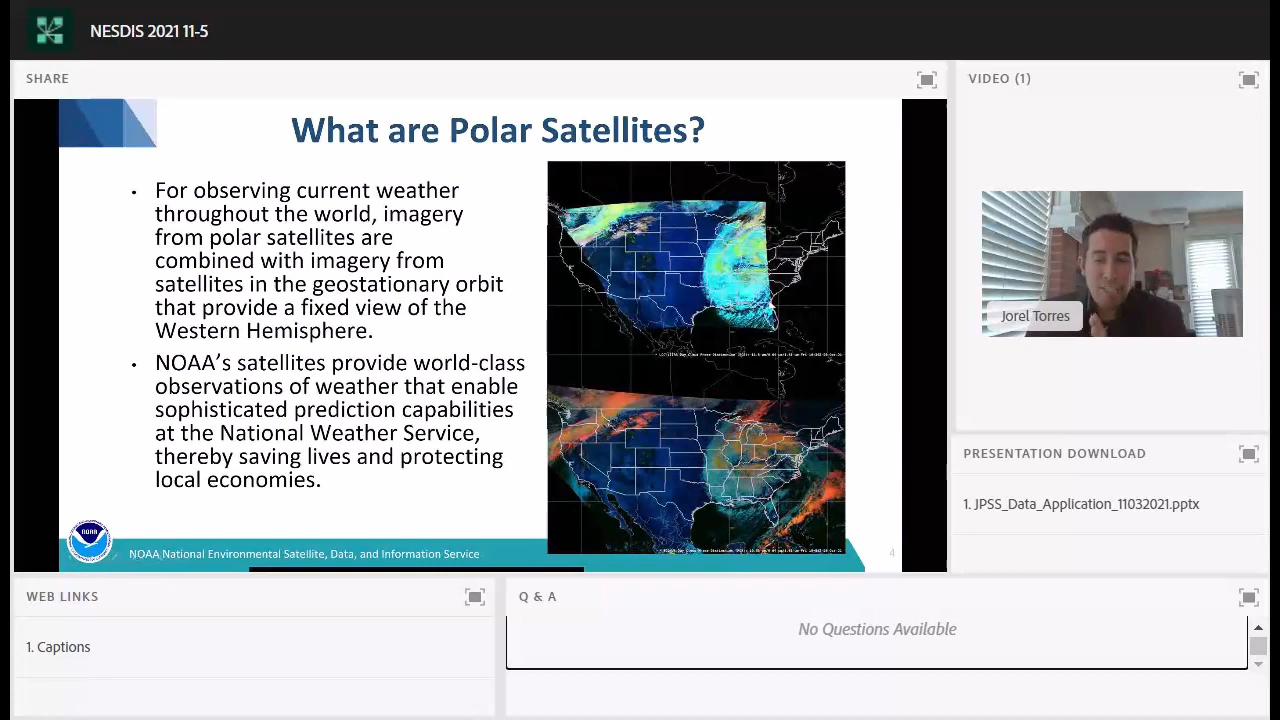 NESDIS 2021 11-5
SHARE
What are Polar Satellites?
• For observing current weather
throughout the world, imagery
from polar satellites are
combined with imagery from
satellites in the geostationary orbit
that provide a fixed view of the
Western Hemisphere.
• NOAA’s satellites provide world-class
observations of weather that enable
sophisticated prediction capabilities
at the National Weather Service,
thereby saving lives and protecting
local economies.
NOAA
NOAA National Environmental Satellite, Data, and Information Service
4
VIDEO (1)
Jorel Torres
PRESENTATION DOWNLOAD
1. JPSS_Data_Application_11032021.pptx
WEB LINKS
1. Captions
Q & A
No Questions Available